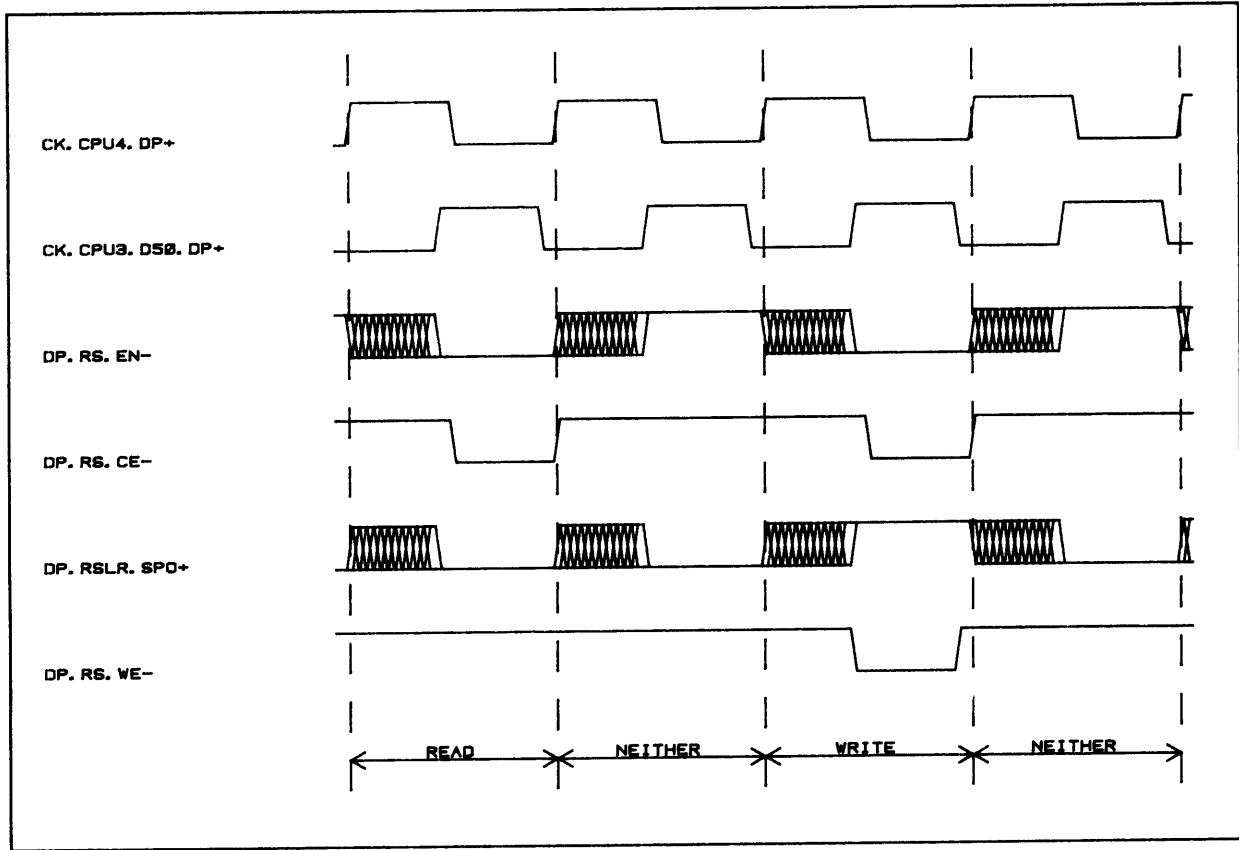 CK. CPU4. DP+
CK. CPU3. D50. DP+
DP. RS. EN-
DP. RS. CE-
DP. RSLR. SPO+
DP. RS. WE-
READ NEITHER WRITE NEITHER